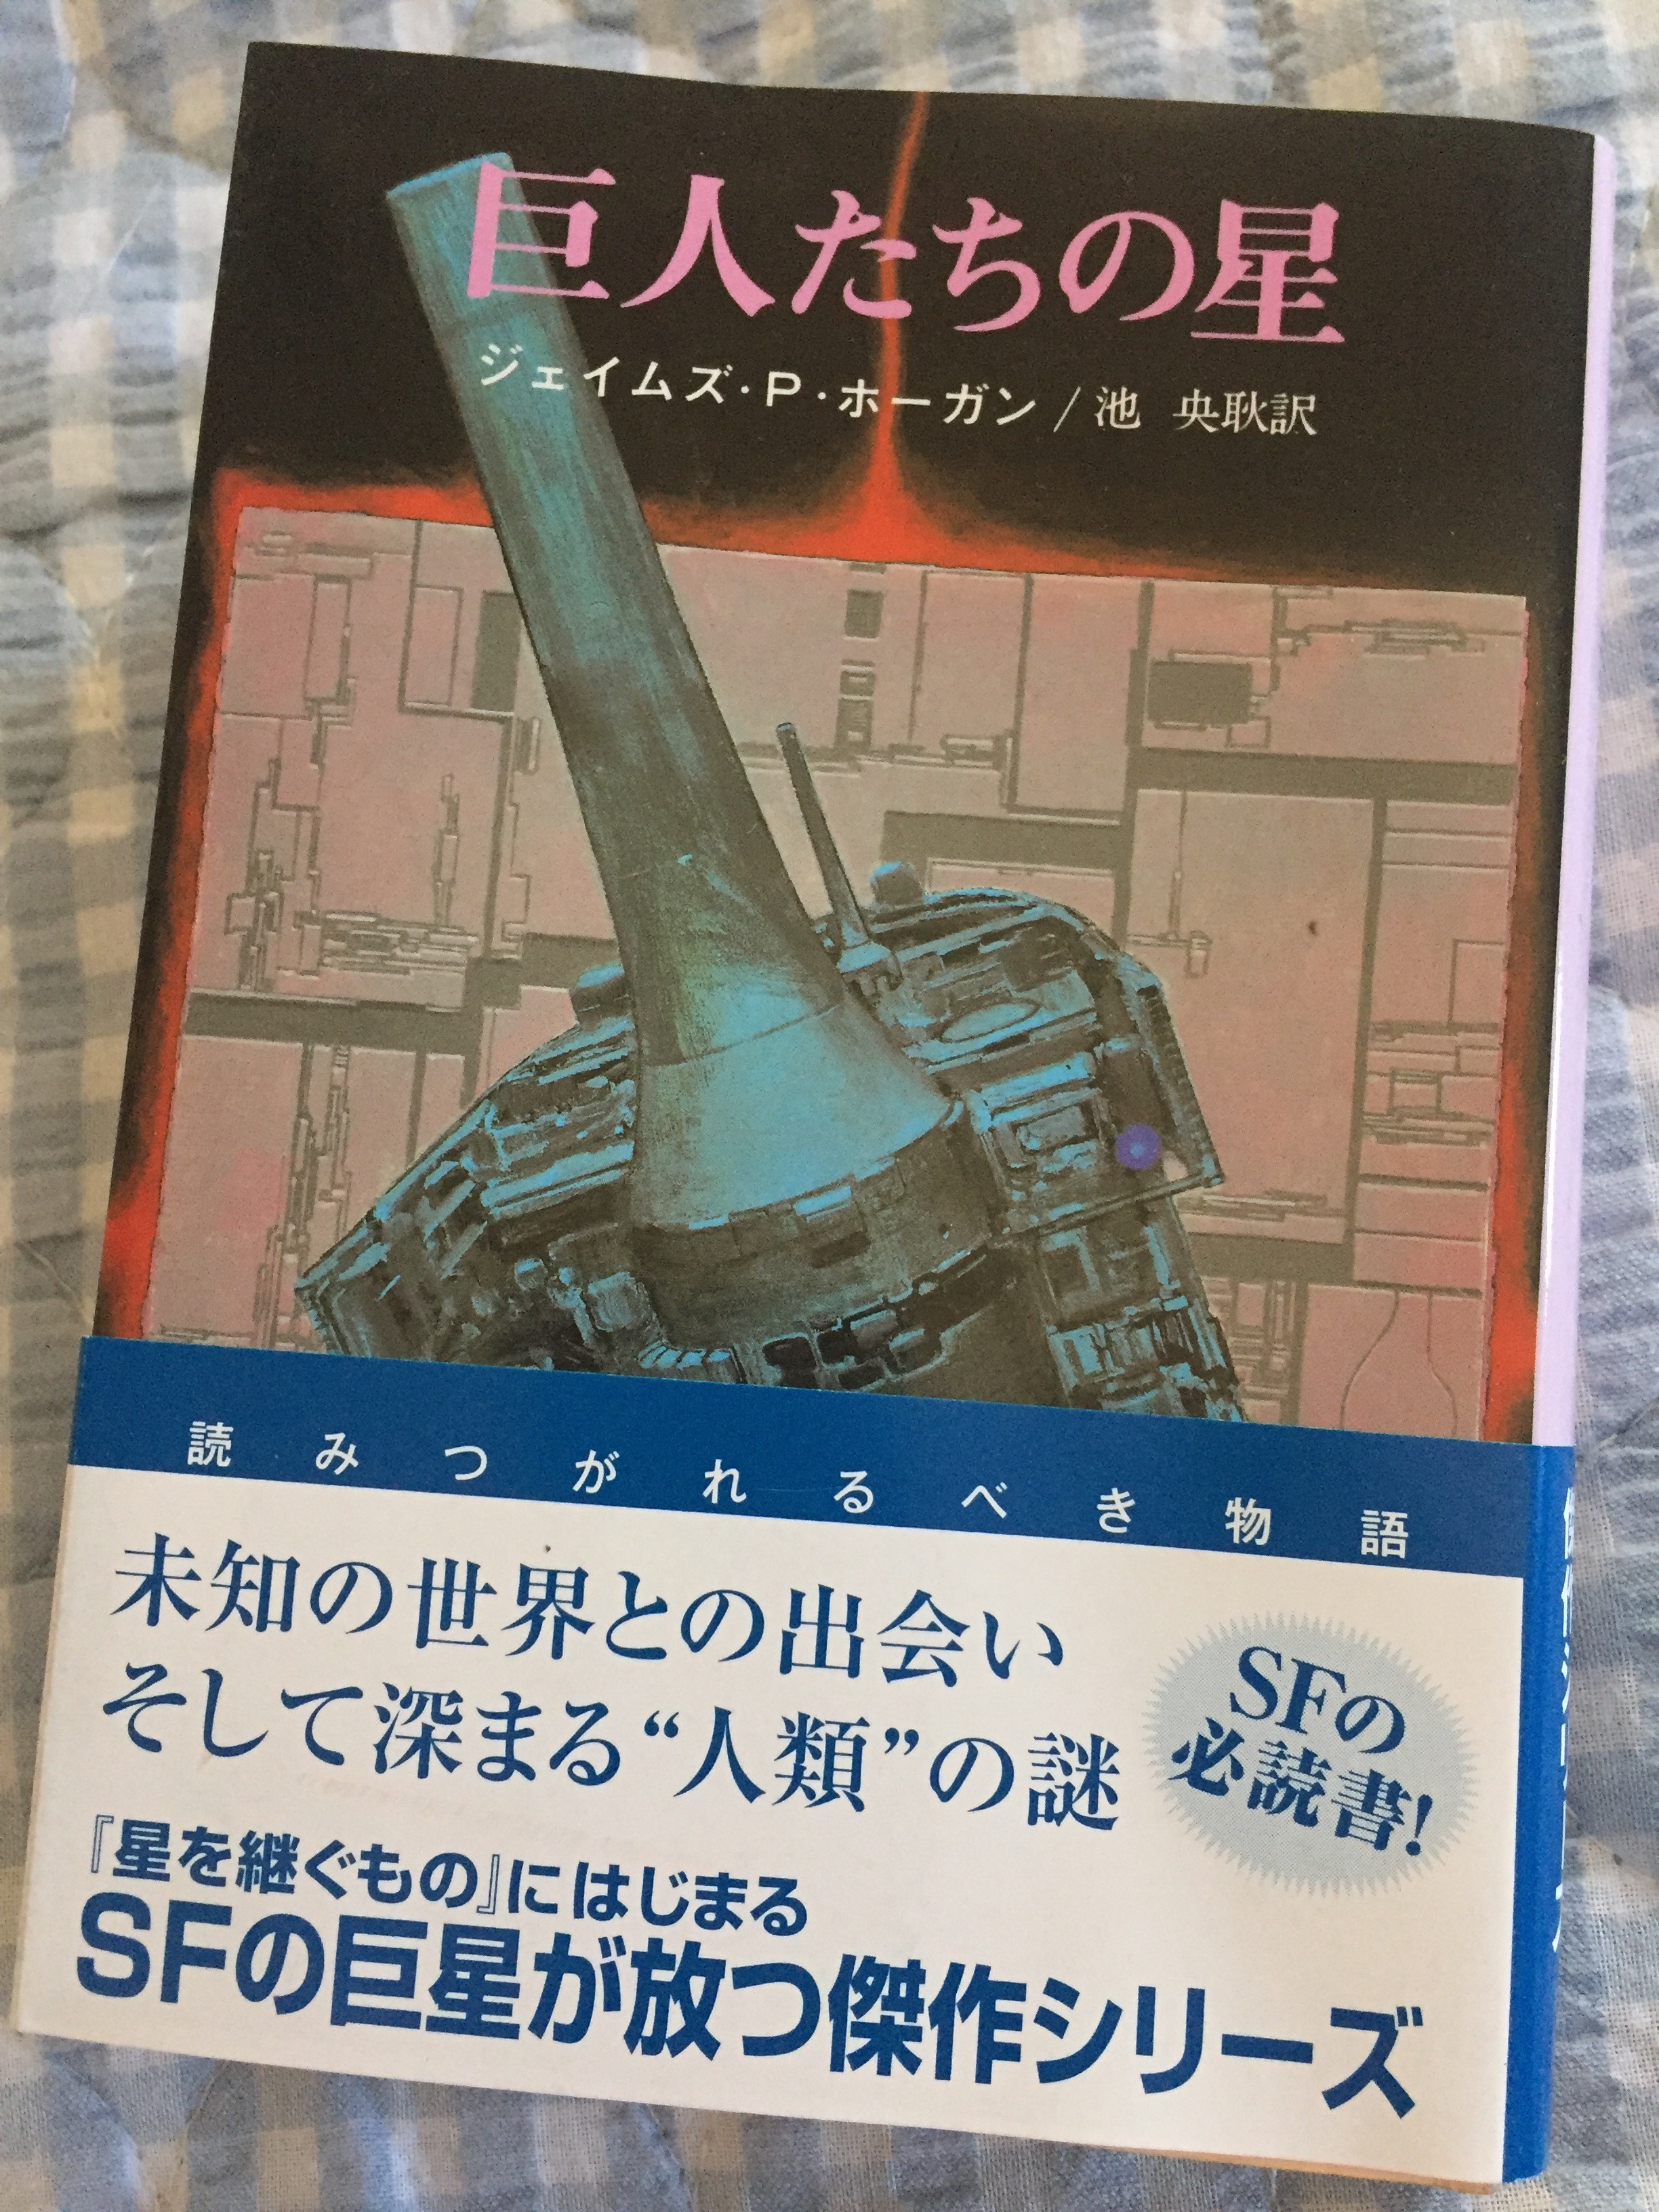 巨人たちの星
ジェイムズ・P・ホーガン/池 央耿訳
読みつがれるべき物語
未知の世界との出会い
そして深まる“人類”の謎
SFの
必読書!
『星を継ぐもの』にはじまる
SFの巨星が放つ傑作シリーズ